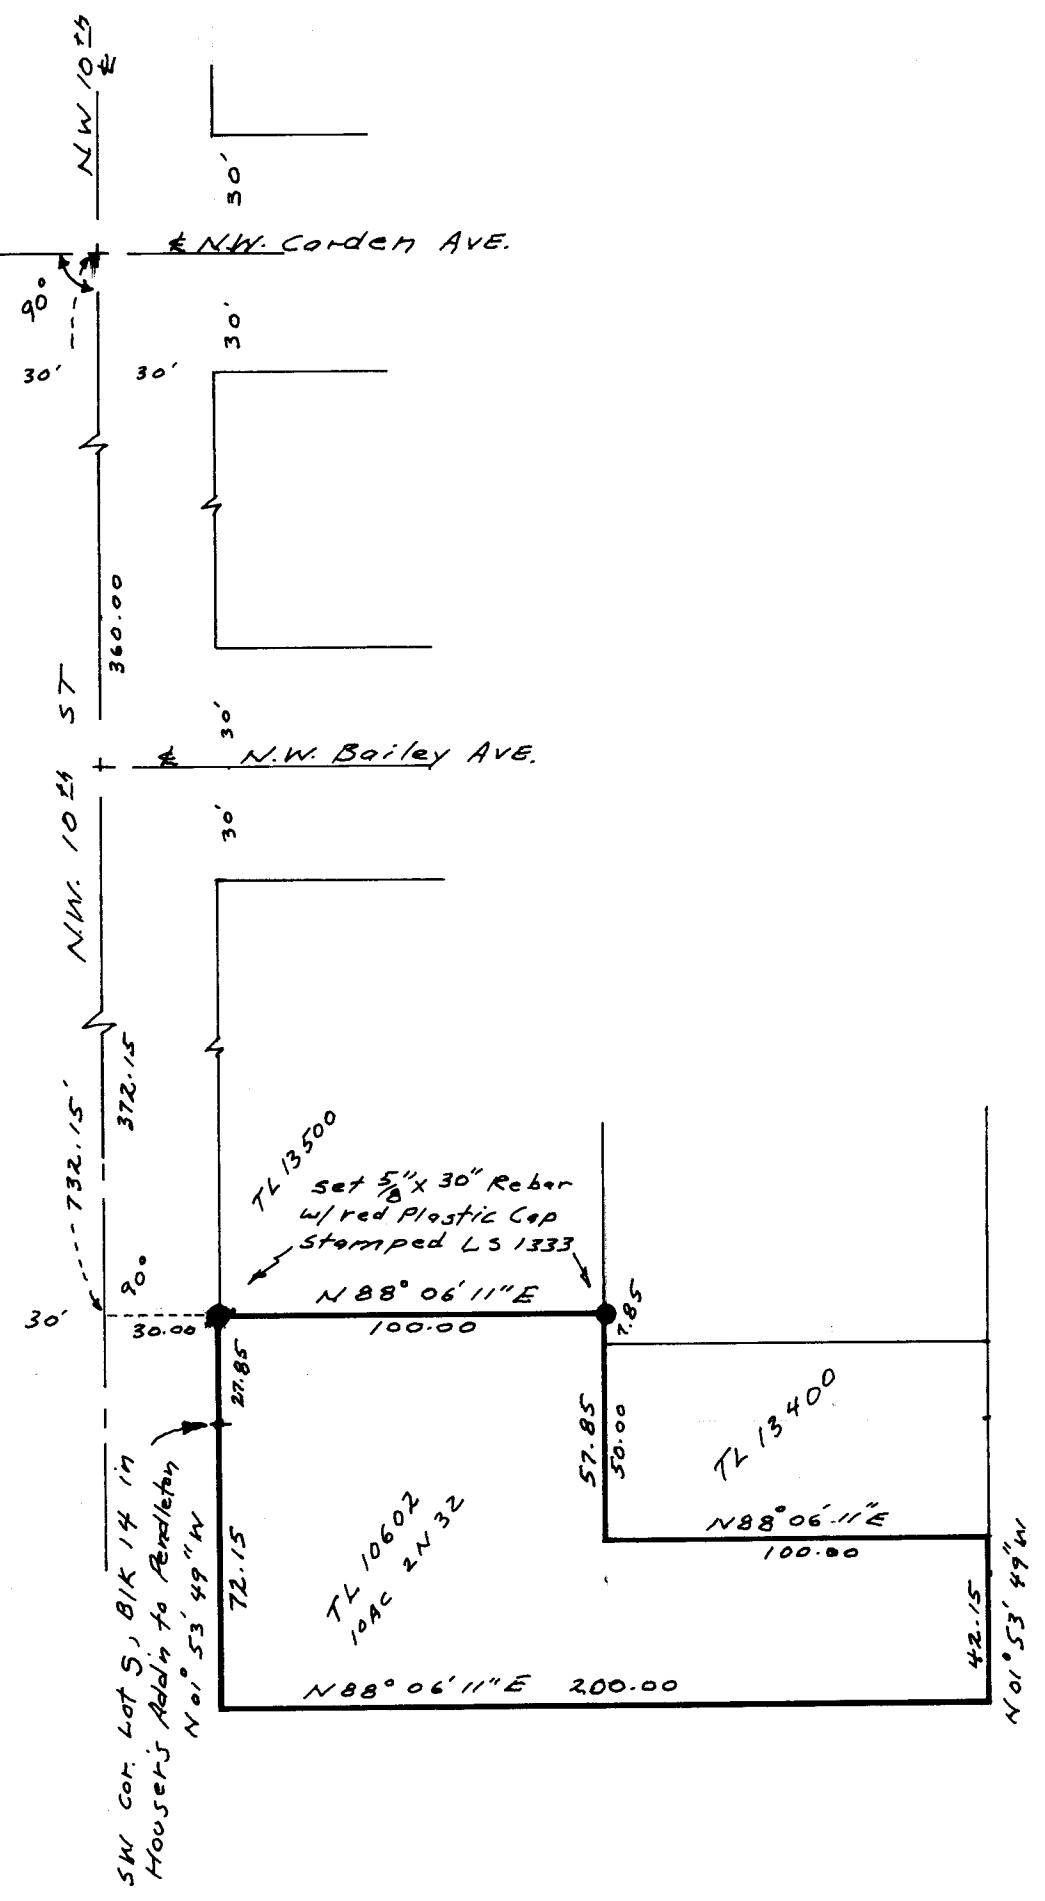 NW 10th
℄
30'
℄ N.W. Carden AVE.
90°
30'
30'
30'
360.00
N.W. 10th ST
30'
℄ N.W. Bailey AVE.
30'
372.15
732.15'
TL 13500
set 5/8" x 30" Rebar
w/ red Plastic Cap
stamped LS 1333
90°
N 88° 06' 11" E
30'
30.00
100.00
7.85
27.85
57.85
50.00
TL 13400
SW cor. Lot 5, Blk 14 in
Houser's Add'n to Pendleton
N 01° 53' 49" W
72.15
TL 10602
10AC 2N 32
N 88° 06' 11" E
100.00
42.15
N 01° 53' 49" W
N 88° 06' 11" E 200.00